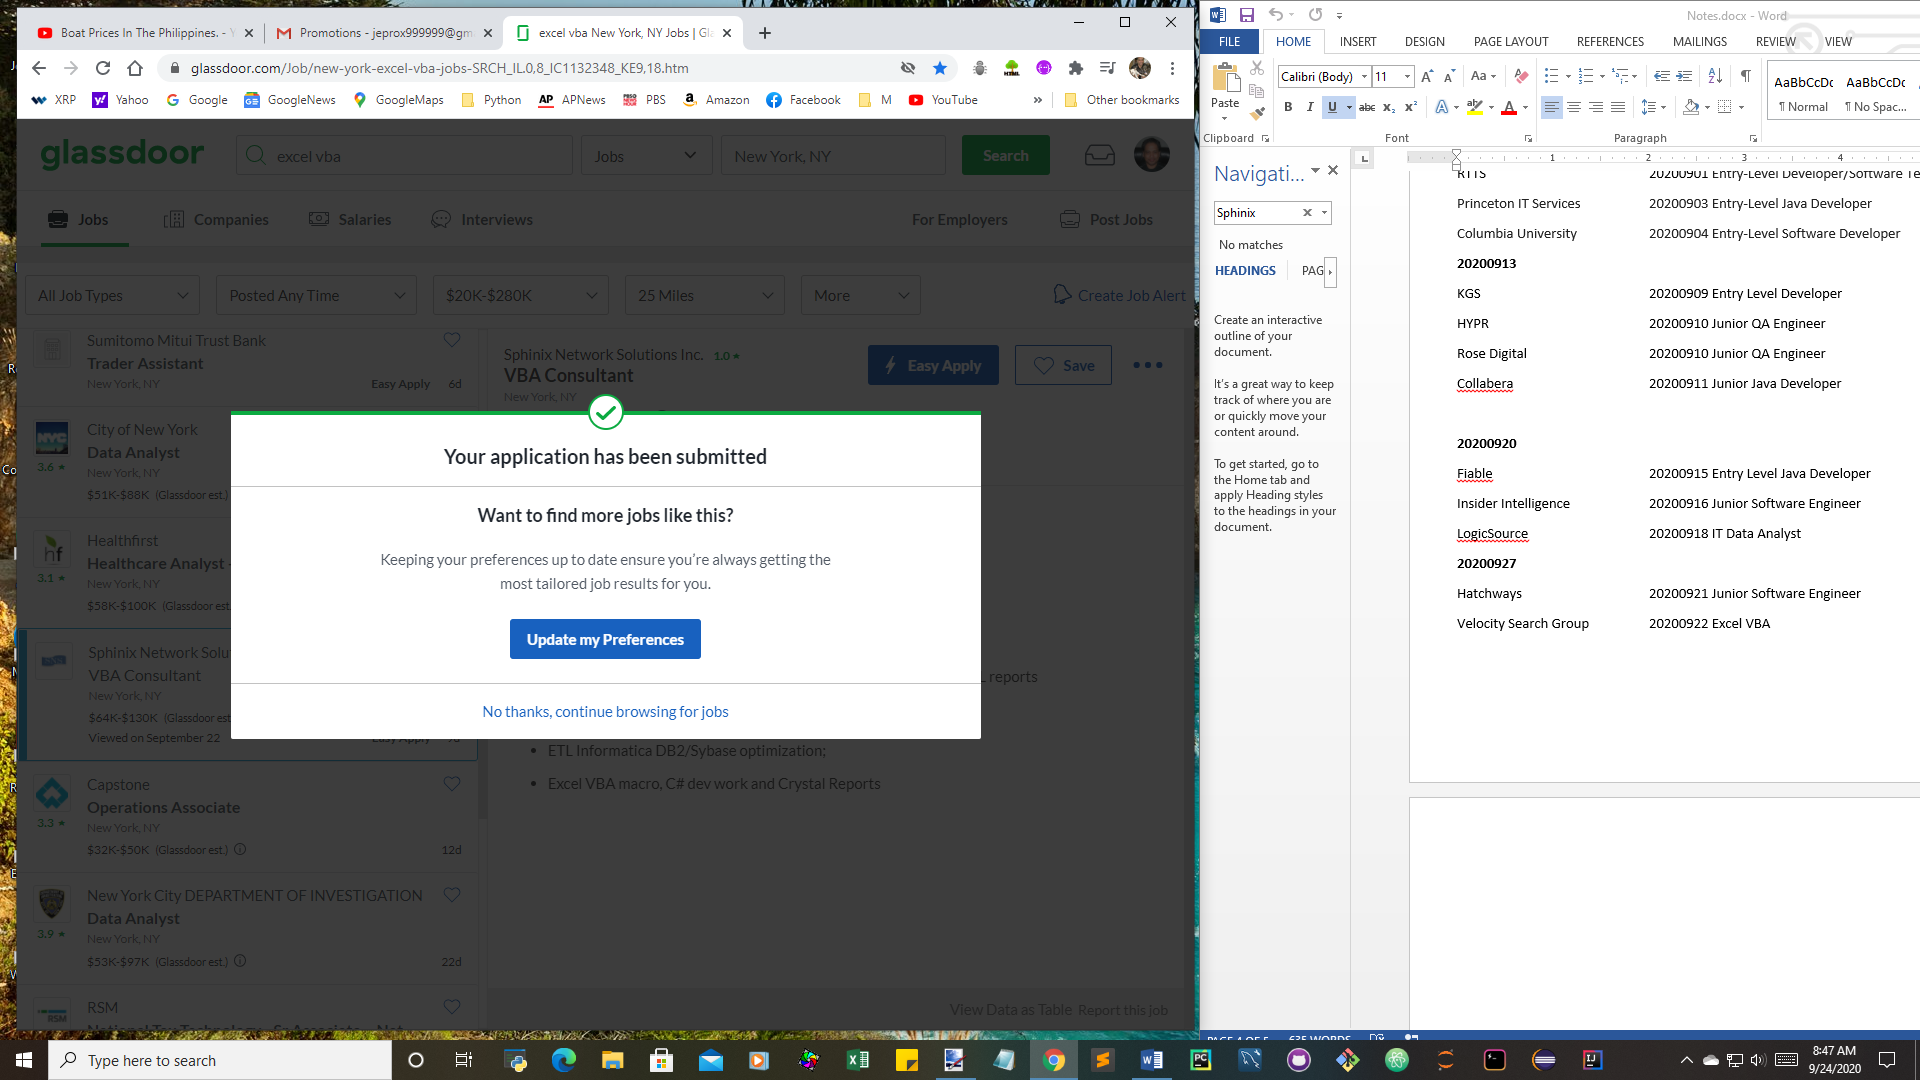 Boat Prices In The Philippines. - Y
Promotions - jeprox999999@gm
excel vba New York, NY Jobs | Gla
glassdoor.com/Job/new-york-excel-vba-jobs-SRCH_IL.0,8_IC1132348_KE9,18.htm
XRP
Yahoo
Google
GoogleNews
GoogleMaps
Python
APNews
PBS
Amazon
Facebook
M
YouTube
»
Other bookmarks
glassdoor
excel vba
Jobs
New York, NY
Search
Jobs
Companies
Salaries
Interviews
For Employers
Post Jobs
All Job Types
Posted Any Time
$20K-$280K
25 Miles
More
Create Job Alert
Sumitomo Mitui Trust Bank
Trader Assistant
New York, NY
Easy Apply 6d
City of New York
Data Analyst
New York, NY
3.6 ★
$51K-$88K (Glassdoor est.)
Healthfirst
Healthcare Analyst -
New York, NY
3.1 ★
$58K-$100K (Glassdoor est.
Sphinix Network Solu
VBA Consultant
New York, NY
$64K-$130K (Glassdoor est
Viewed on September 22
Easy Apply
Capstone
Operations Associate
New York, NY
3.3 ★
$32K-$50K (Glassdoor est.)
12d
New York City DEPARTMENT OF INVESTIGATION
Data Analyst
New York, NY
3.9 ★
$53K-$97K (Glassdoor est.)
22d
RSM
Sphinix Network Solutions Inc. 1.0 ★
VBA Consultant
New York, NY
Easy Apply
Save
Your application has been submitted
Want to find more jobs like this?
Keeping your preferences up to date ensure you're always getting the
most tailored job results for you.
Update my Preferences
No thanks, continue browsing for jobs
reports
• ETL Informatica DB2/Sybase optimization;
• Excel VBA macro, C# dev work and Crystal Reports
View Data as Table
Report this job
Notes.docx - Word
FILE
HOME
INSERT
DESIGN
PAGE LAYOUT
REFERENCES
MAILINGS
REVIEW
VIEW
Paste
Calibri (Body)
11
AaBbCcDc
AaBbCcDc
¶ Normal
¶ No Spac...
Clipboard
Font
Paragraph
Navigati...
Sphinix
No matches
HEADINGS
PAG
Create an interactive
outline of your
document.
It's a great way to keep
track of where you are
or quickly move your
content around.
To get started, go to
the Home tab and
apply Heading styles
to the headings in your
document.
1 2 3 4
RTTS 20200901 Entry-Level Developer/Software Te
Princeton IT Services 20200903 Entry-Level Java Developer
Columbia University 20200904 Entry-Level Software Developer
20200913
KGS 20200909 Entry Level Developer
HYPR 20200910 Junior QA Engineer
Rose Digital 20200910 Junior QA Engineer
Collabera 20200911 Junior Java Developer
20200920
Fiable 20200915 Entry Level Java Developer
Insider Intelligence 20200916 Junior Software Engineer
LogicSource 20200918 IT Data Analyst
20200927
Hatchways 20200921 Junior Software Engineer
Velocity Search Group 20200922 Excel VBA
PAGE 4 OF 5 635 WORDS
Type here to search
8:47 AM
9/24/2020